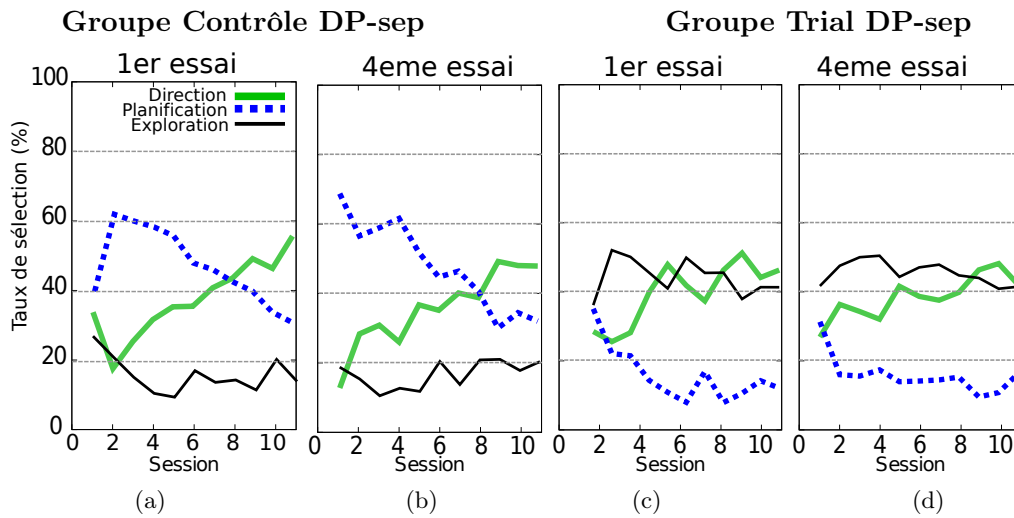 Groupe Contrôle DP-sep
Groupe Trial DP-sep
1er essai
4eme essai
1er essai
4eme essai
Direction
Planification
Exploration
Taux de sélection (%)
100
80
60
40
20
0
0 2 4 6 8 10
0 2 4 6 8 10
0 2 4 6 8 10
0 2 4 6 8 10
Session
Session
Session
Session
(a)
(b)
(c)
(d)